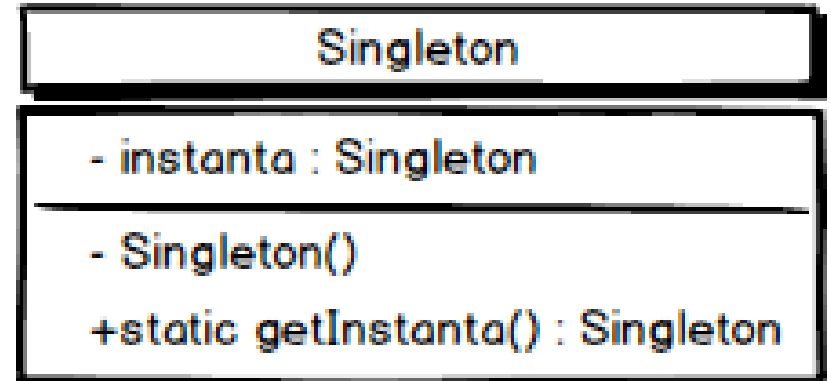 Singleton
- instanta : Singleton
- Singleton()
+static getInstanta() : Singleton